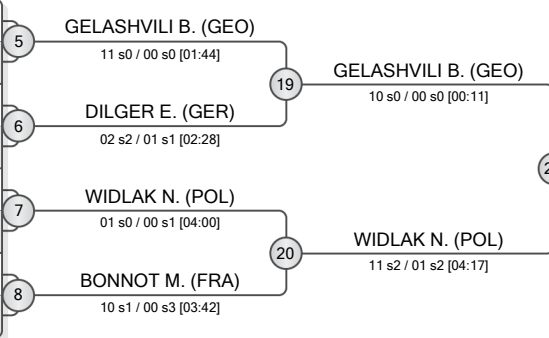 5
GELASHVILI B. (GEO)
11 s0 / 00 s0 [01:44]
19
GELASHVILI B. (GEO)
10 s0 / 00 s0 [00:11]
6
DILGER E. (GER)
02 s2 / 01 s1 [02:28]
7
WIDLAK N. (POL)
01 s0 / 00 s1 [04:00]
20
WIDLAK N. (POL)
11 s2 / 01 s2 [04:17]
8
BONNOT M. (FRA)
10 s1 / 00 s3 [03:42]